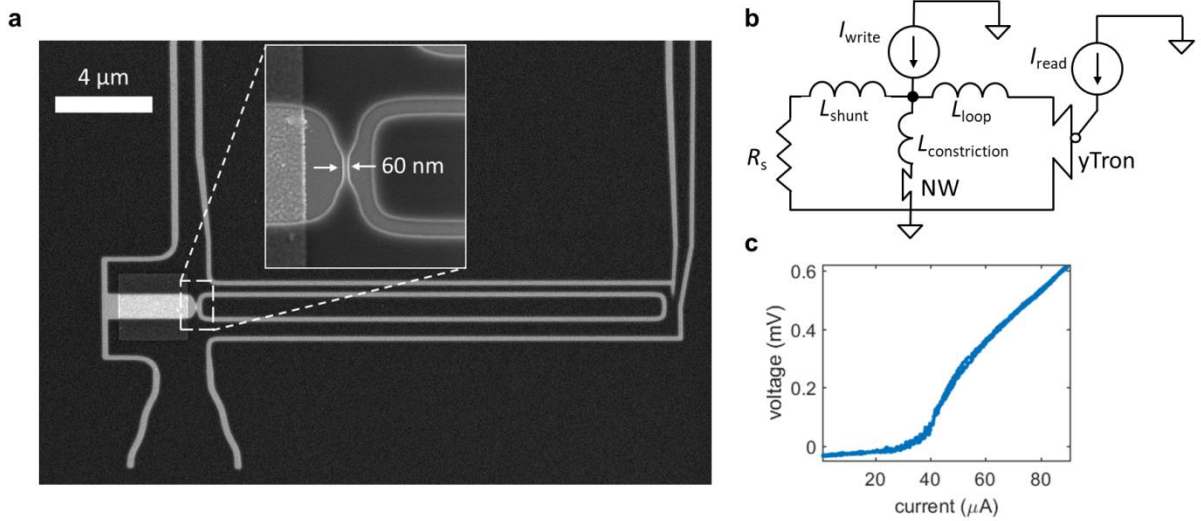 a
4 µm
60 nm
b
I_write
I_read
L_shunt
L_loop
L_constriction
R_s
NW
yTron
c
voltage (mV)
0.6
0.4
0.2
0
20 40 60 80
current (µA)